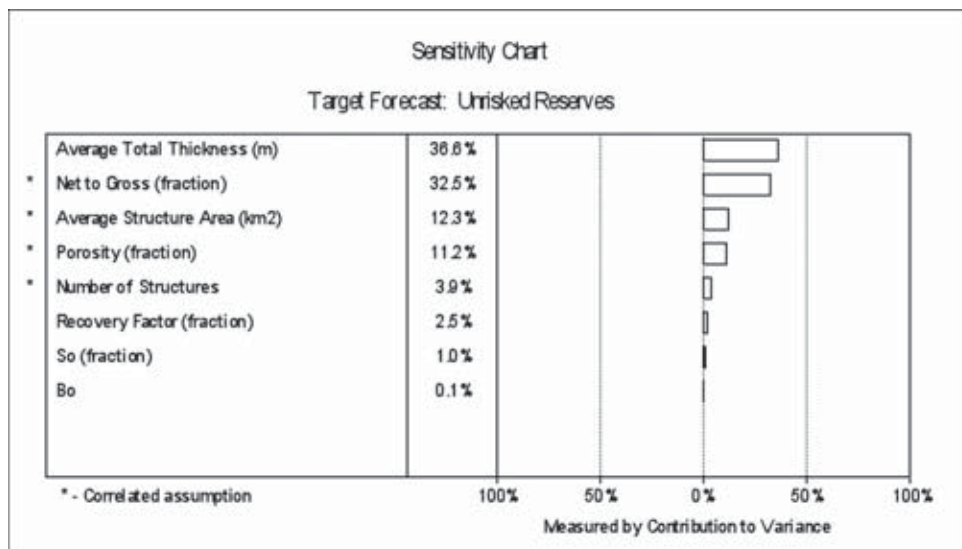 Sensitivity Chart
Target Forecast: Unrisked Reserves
Average Total Thickness (m) 36.6%
* Net to Gross (fraction) 32.5%
* Average Structure Area (km2) 12.3%
* Porosity (fraction) 11.2%
* Number of Structures 3.9%
Recovery Factor (fraction) 2.5%
So (fraction) 1.0%
Bo 0.1%
* - Correlated assumption 100% 50% 0% 50% 100%
Measured by Contribution to Variance